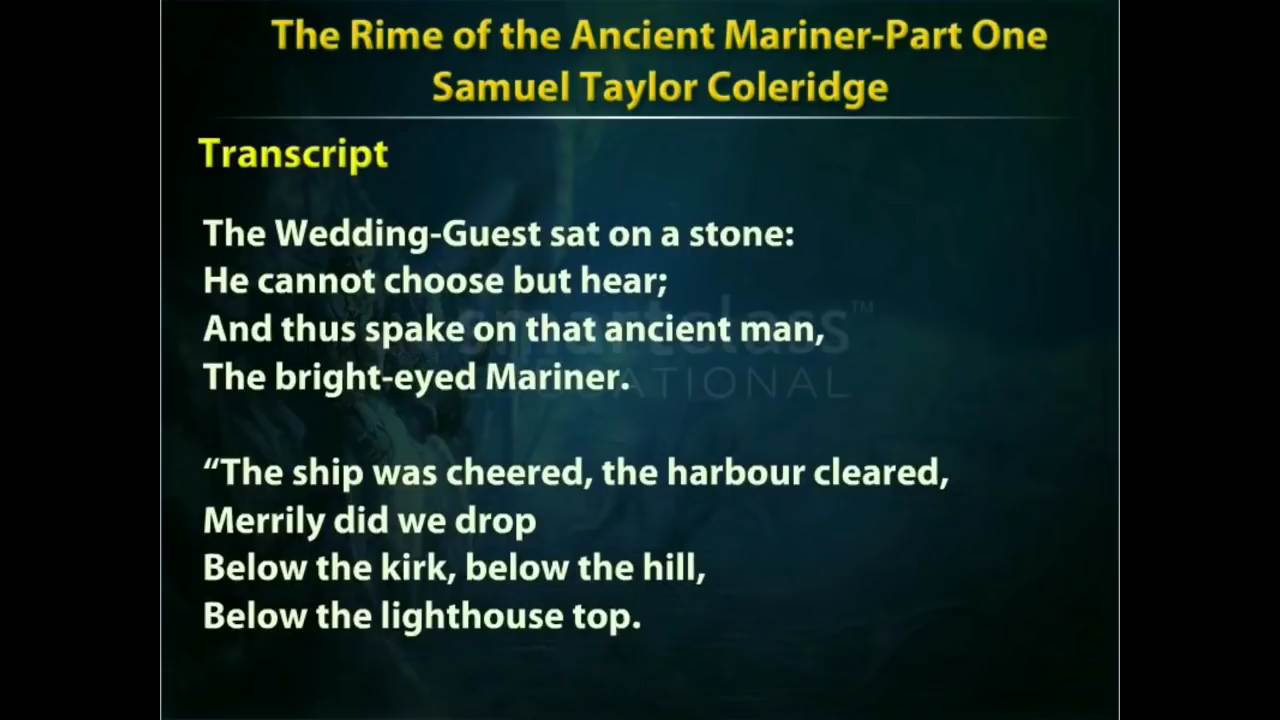 The Rime of the Ancient Mariner-Part One
Samuel Taylor Coleridge
Transcript
The Wedding-Guest sat on a stone:
He cannot choose but hear;
And thus spake on that ancient man,
The bright-eyed Mariner.
“The ship was cheered, the harbour cleared,
Merrily did we drop
Below the kirk, below the hill,
Below the lighthouse top.
smartclass™